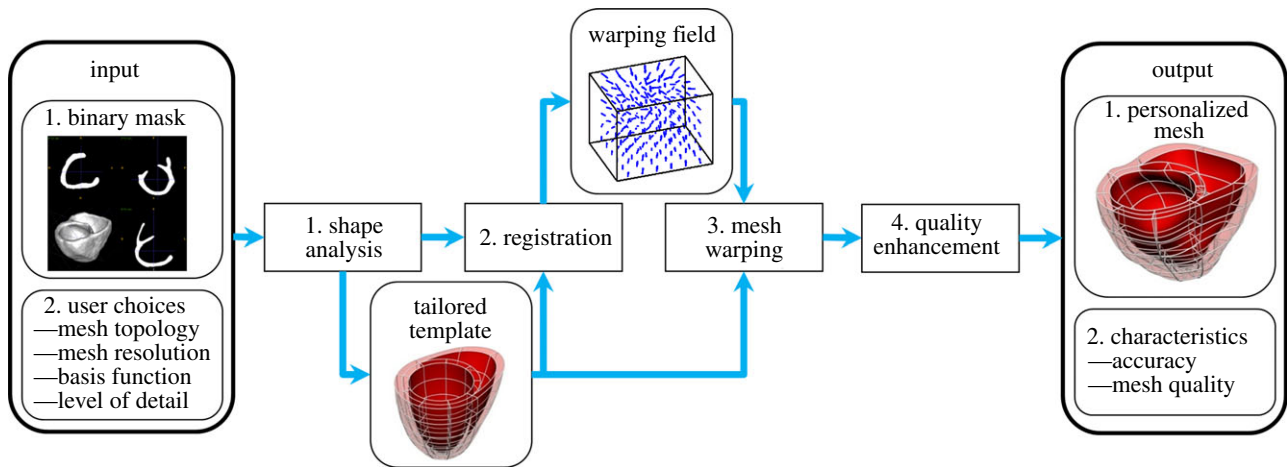 input
1. binary mask
2. user choices
—mesh topology
—mesh resolution
—basis function
—level of detail
1. shape
analysis
tailored
template
2. registration
warping field
3. mesh
warping
4. quality
enhancement
output
1. personalized
mesh
2. characteristics
—accuracy
—mesh quality